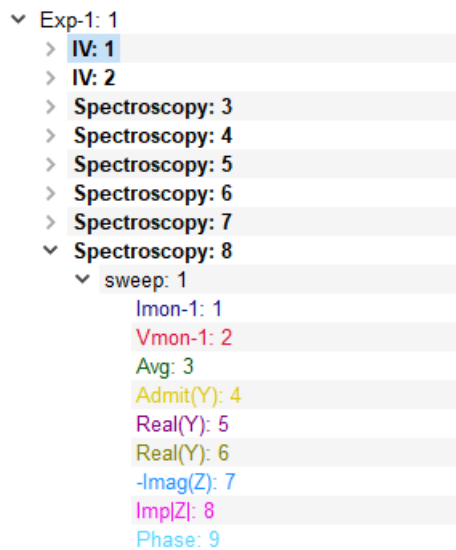 Exp-1: 1
IV: 1
IV: 2
Spectroscopy: 3
Spectroscopy: 4
Spectroscopy: 5
Spectroscopy: 6
Spectroscopy: 7
Spectroscopy: 8
sweep: 1
Imon-1: 1
Vmon-1: 2
Avg: 3
Admit(Y): 4
Real(Y): 5
Real(Y): 6
-Imag(Z): 7
Imp|Z|: 8
Phase: 9